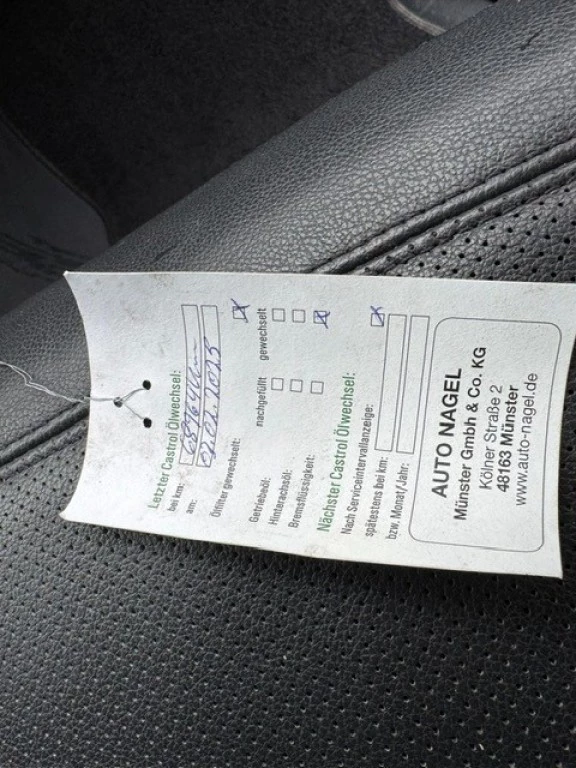 Letzter Castrol Ölwechsel:
bei km:
am:
Ölfilter gewechselt:
nachgefüllt gewechselt
Getriebeöl:
Hinterachsöl:
Bremsflüssigkeit:
Nächster Castrol Ölwechsel:
Nach Serviceintervallanzeige:
spätestens bei km:
bzw. Monat/Jahr:
AUTO NAGEL
Münster GmbH & Co. KG
Kölner Straße 2
48163 Münster
www.auto-nagel.de